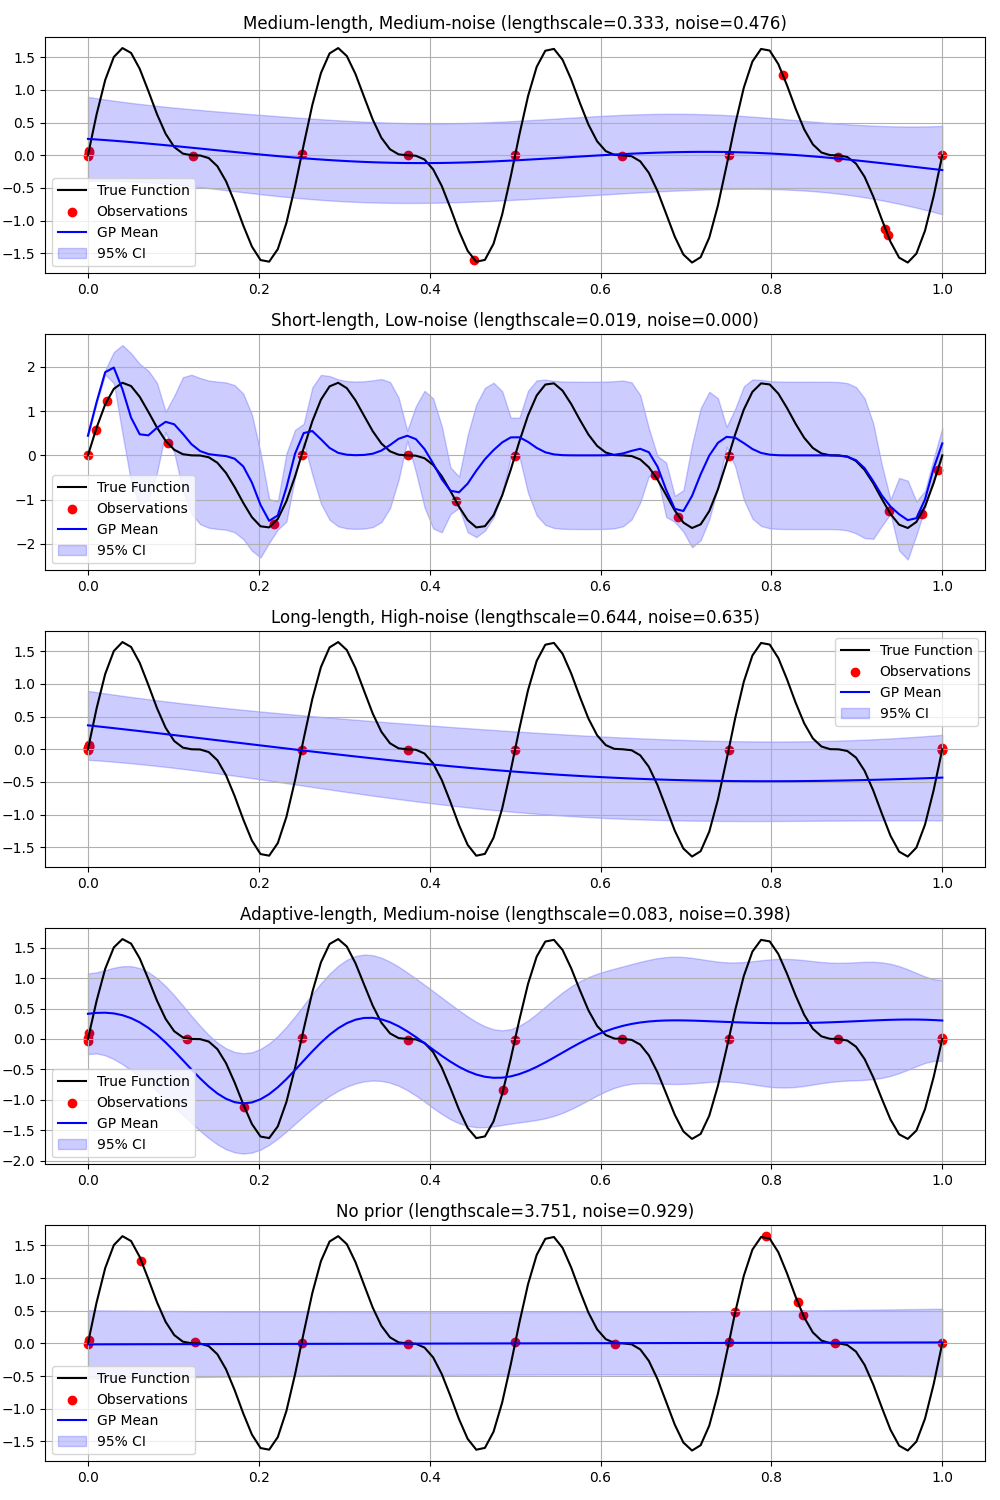 Medium-length, Medium-noise (lengthscale=0.333, noise=0.476)
1.5
1.0
0.5
0.0
−0.5
−1.0
−1.5
True Function
Observations
GP Mean
95% CI
0.0 0.2 0.4 0.6 0.8 1.0
Short-length, Low-noise (lengthscale=0.019, noise=0.000)
2
1
0
−1
−2
True Function
Observations
GP Mean
95% CI
0.0 0.2 0.4 0.6 0.8 1.0
Long-length, High-noise (lengthscale=0.644, noise=0.635)
1.5
1.0
0.5
0.0
−0.5
−1.0
−1.5
True Function
Observations
GP Mean
95% CI
0.0 0.2 0.4 0.6 0.8 1.0
Adaptive-length, Medium-noise (lengthscale=0.083, noise=0.398)
1.5
1.0
0.5
0.0
−0.5
−1.0
−1.5
−2.0
True Function
Observations
GP Mean
95% CI
0.0 0.2 0.4 0.6 0.8 1.0
No prior (lengthscale=3.751, noise=0.929)
1.5
1.0
0.5
0.0
−0.5
−1.0
−1.5
True Function
Observations
GP Mean
95% CI
0.0 0.2 0.4 0.6 0.8 1.0